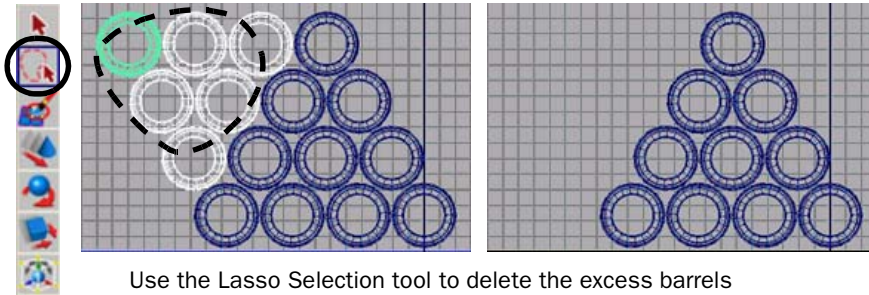 Use the Lasso Selection tool to delete the excess barrels